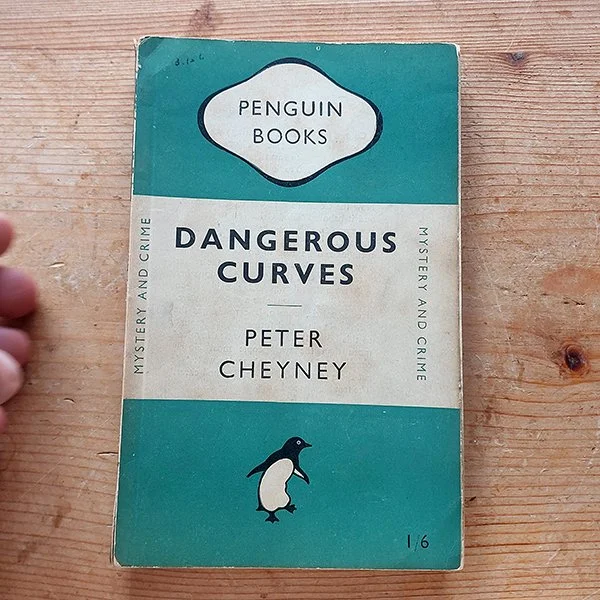 PENGUIN
BOOKS
DANGEROUS
CURVES
PETER
CHEYNEY
MYSTERY AND CRIME
MYSTERY AND CRIME
1/6